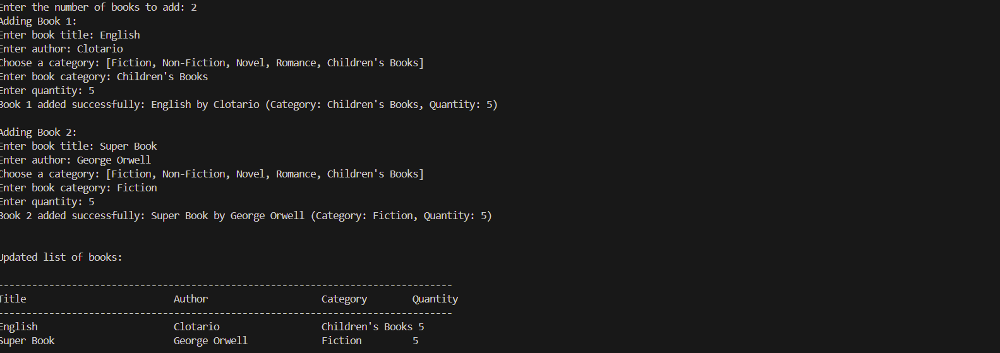 Enter the number of books to add: 2
Adding Book 1:
Enter book title: English
Enter author: Clotario
Choose a category: [Fiction, Non-Fiction, Novel, Romance, Children's Books]
Enter book category: Children's Books
Enter quantity: 5
Book 1 added successfully: English by Clotario (Category: Children's Books, Quantity: 5)
Adding Book 2:
Enter book title: Super Book
Enter author: George Orwell
Choose a category: [Fiction, Non-Fiction, Novel, Romance, Children's Books]
Enter book category: Fiction
Enter quantity: 5
Book 2 added successfully: Super Book by George Orwell (Category: Fiction, Quantity: 5)
Updated list of books:
--------------------------------------------------------------------------------
Title                          Author                    Category        Quantity
--------------------------------------------------------------------------------
English                        Clotario                  Children's Books 5
Super Book                     George Orwell             Fiction         5